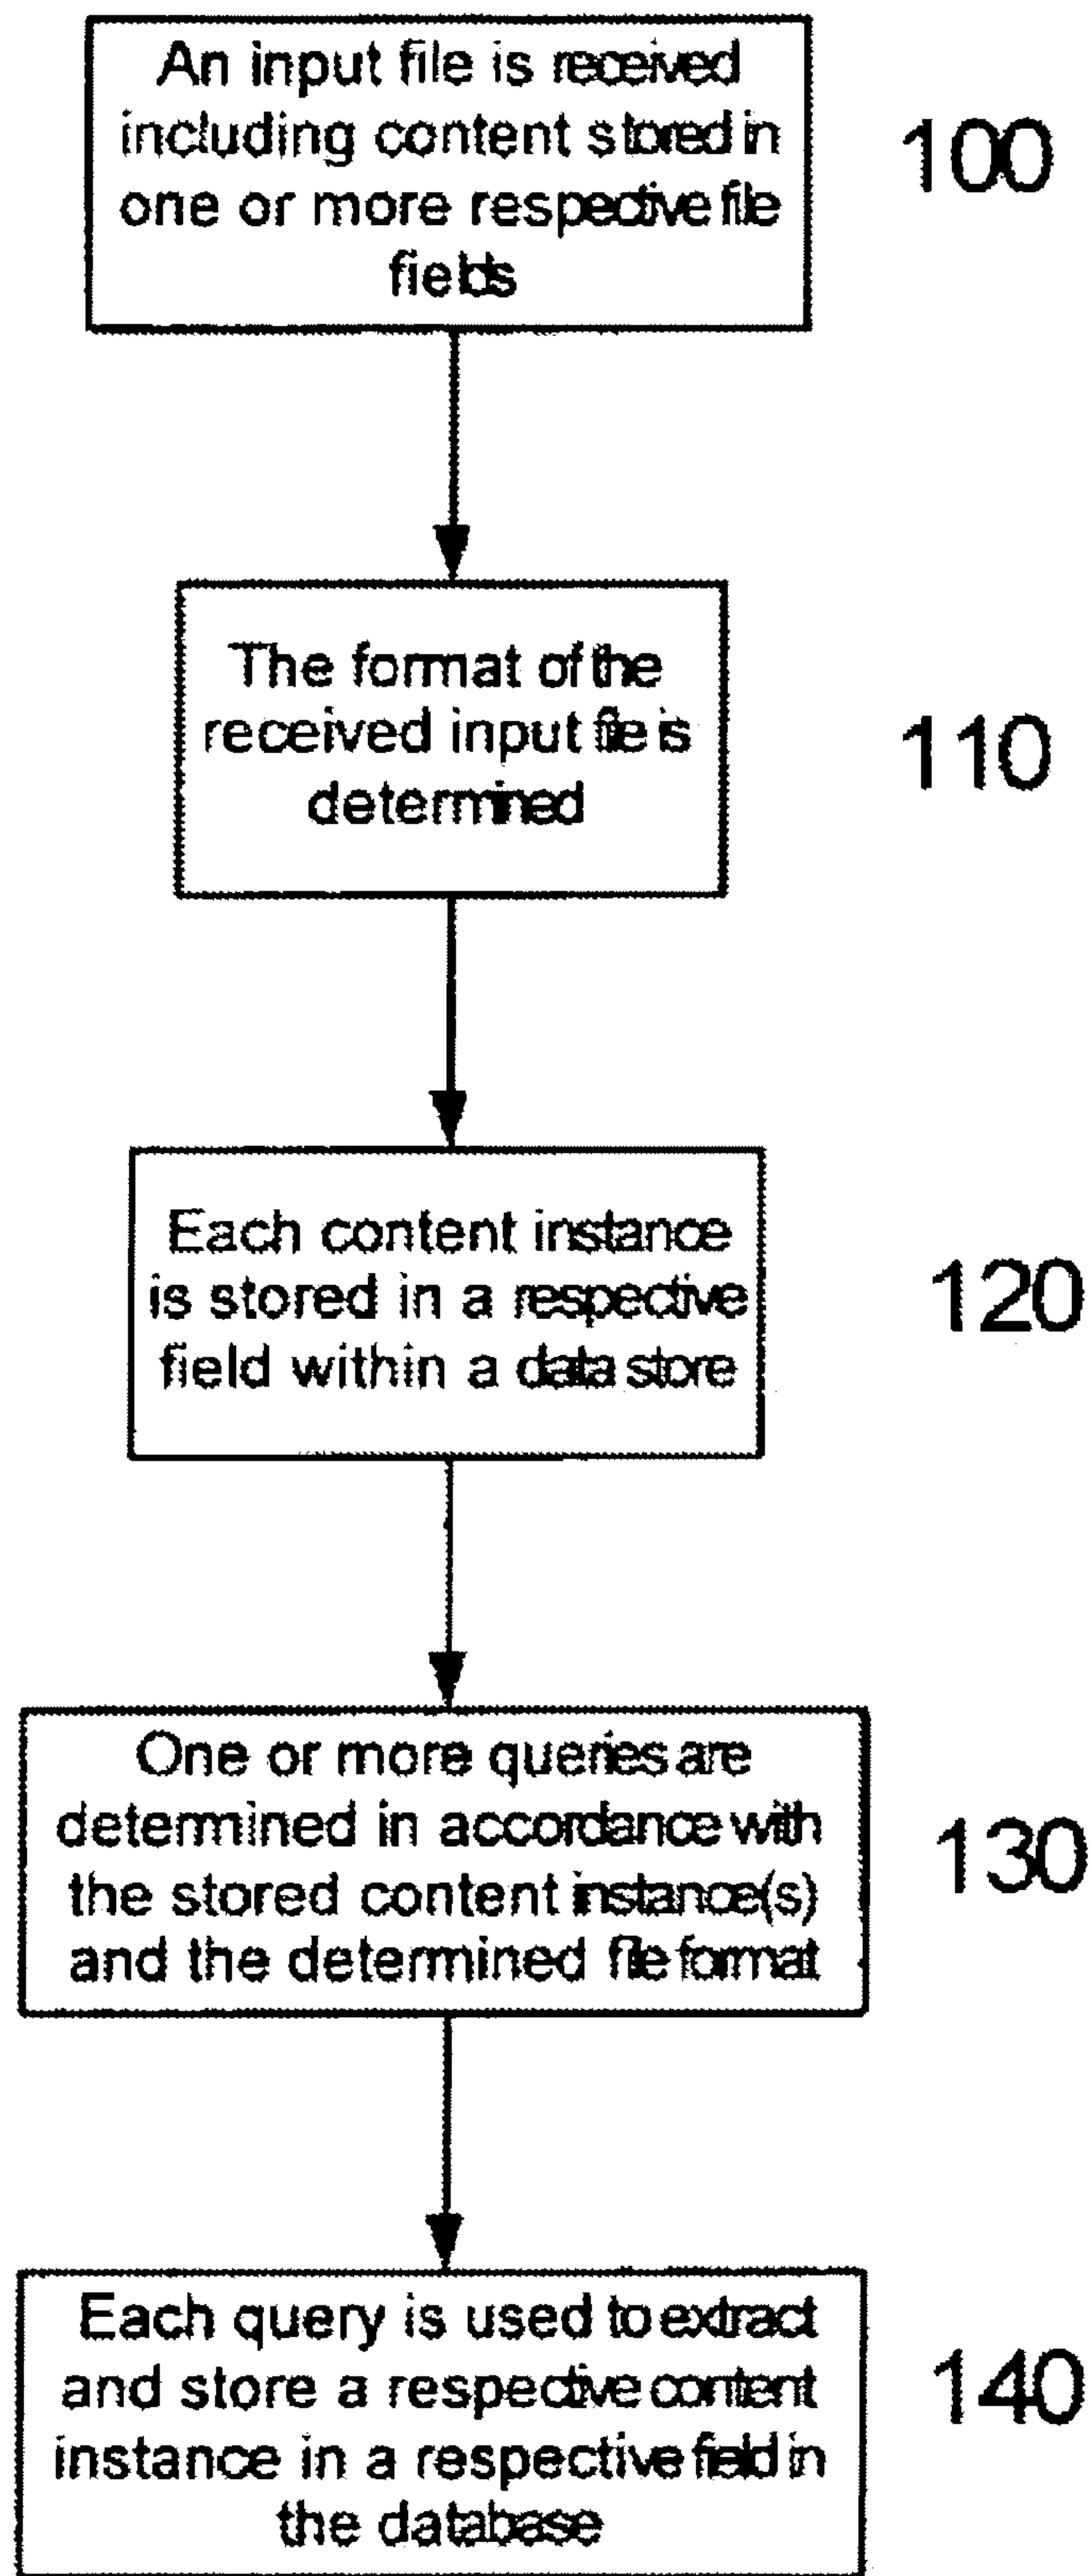 An input file is received
including content stored in
one or more respective file
fields
100
The format of the
received input file is
determined
110
Each content instance
is stored in a respective
field within a data store
120
One or more queries are
determined in accordance with
the stored content instance(s)
and the determined file format
130
Each query is used to extract
and store a respective content
instance in a respective field in
the database
140